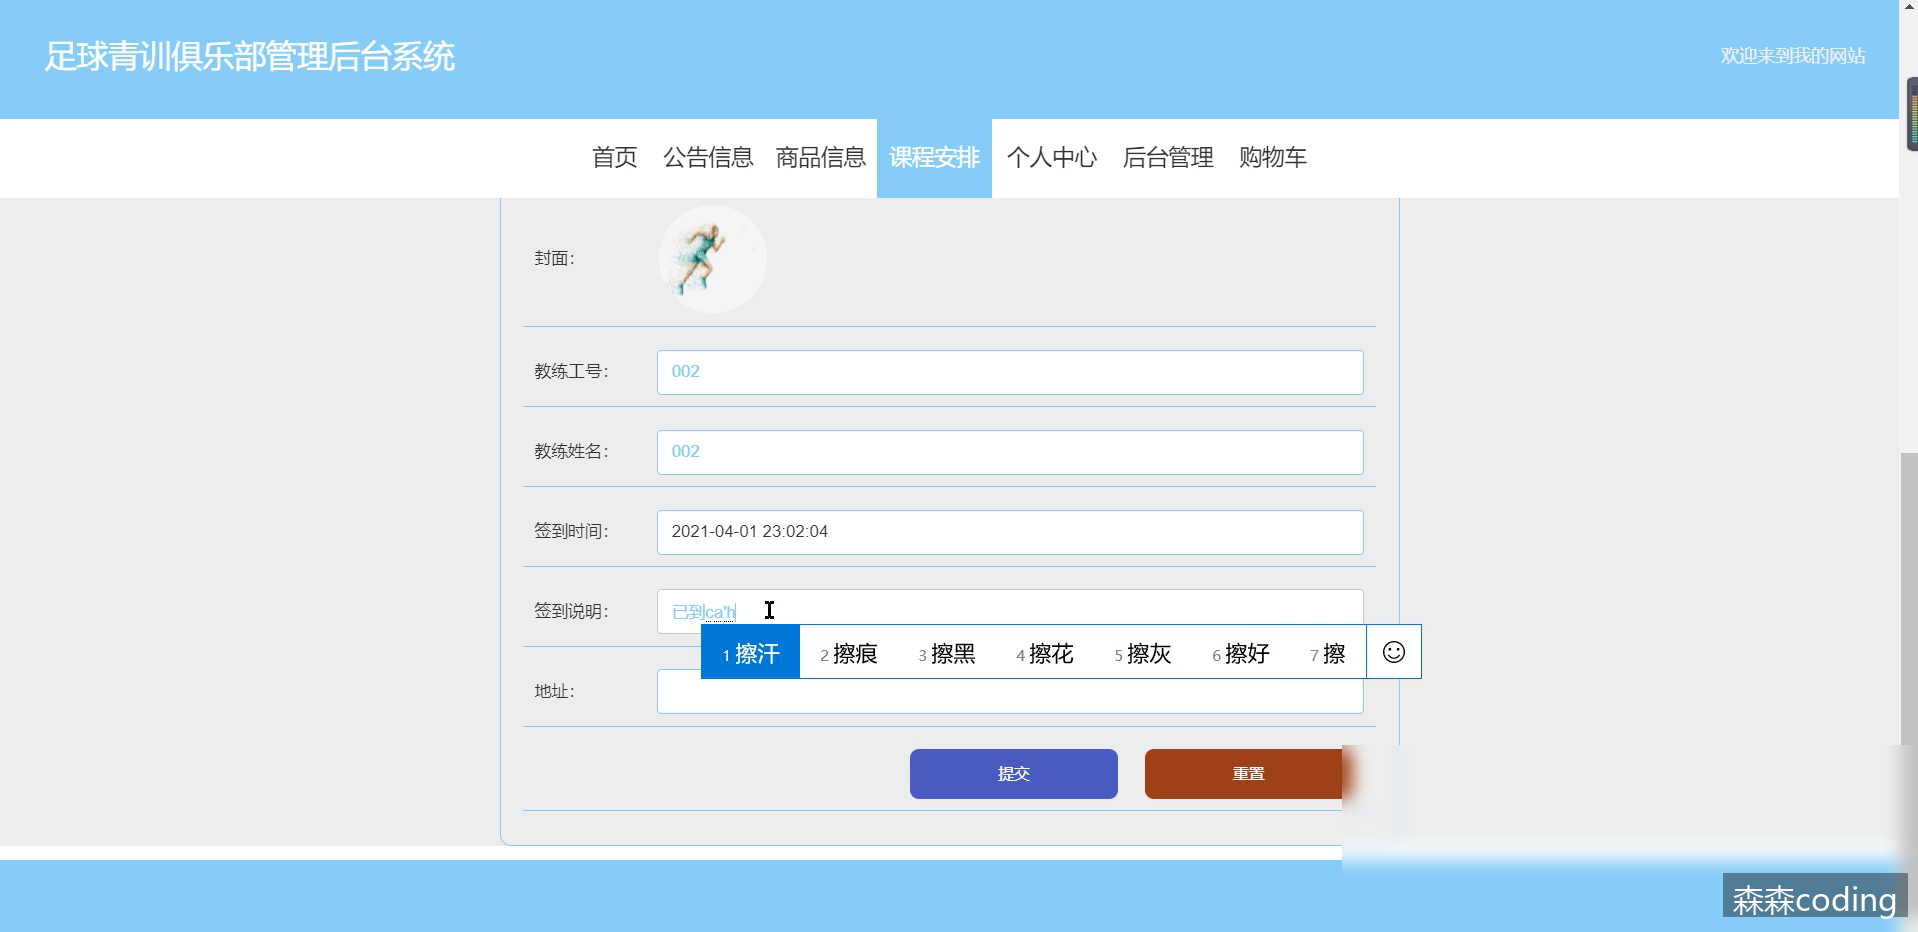 足球青训俱乐部管理后台系统
欢迎来到我的网站
首页 公告信息 商品信息 课程安排 个人中心 后台管理 购物车
封面：
教练工号： 002
教练姓名： 002
签到时间： 2021-04-01 23:02:04
签到说明： 已到ca'h
1 擦汗 2 擦痕 3 擦黑 4 擦花 5 擦灰 6 擦好 7 擦
地址：
提交 重置
森森coding